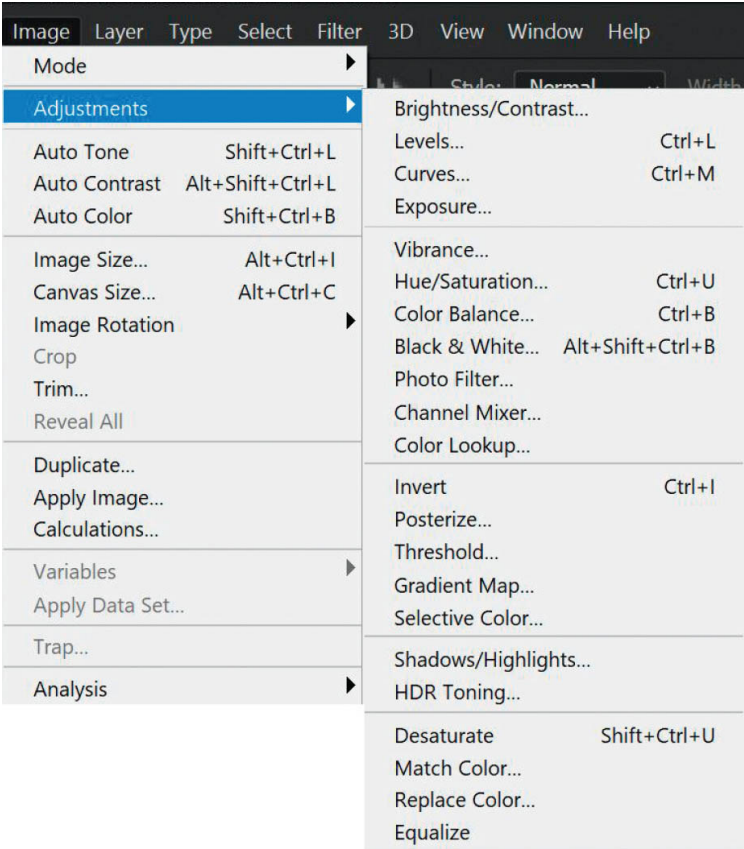 Image Layer Type Select Filter 3D View Window Help
Style: Normal Width
Mode
Adjustments
Auto Tone Shift+Ctrl+L
Auto Contrast Alt+Shift+Ctrl+L
Auto Color Shift+Ctrl+B
Image Size... Alt+Ctrl+I
Canvas Size... Alt+Ctrl+C
Image Rotation
Crop
Trim...
Reveal All
Duplicate...
Apply Image...
Calculations...
Variables
Apply Data Set...
Trap...
Analysis
Brightness/Contrast...
Levels... Ctrl+L
Curves... Ctrl+M
Exposure...
Vibrance...
Hue/Saturation... Ctrl+U
Color Balance... Ctrl+B
Black & White... Alt+Shift+Ctrl+B
Photo Filter...
Channel Mixer...
Color Lookup...
Invert Ctrl+I
Posterize...
Threshold...
Gradient Map...
Selective Color...
Shadows/Highlights...
HDR Toning...
Desaturate Shift+Ctrl+U
Match Color...
Replace Color...
Equalize